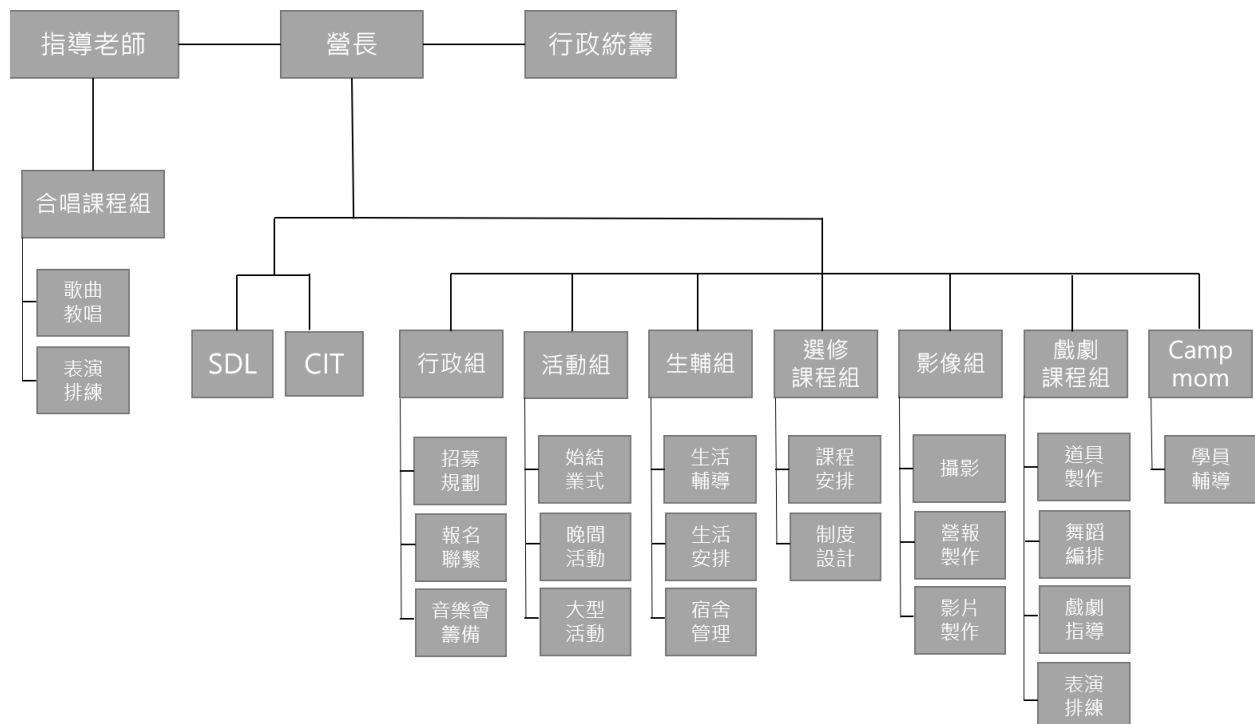 指導老師
營長
行政統籌
合唱課程組
歌曲
教唱
表演
排練
SDL
CIT
行政組
招募
規劃
報名
聯繫
音樂會
籌備
活動組
始結
業式
晚間
活動
大型
活動
生輔組
生活
輔導
生活
安排
宿舍
管理
選修
課程組
課程
安排
制度
設計
影像組
攝影
營報
製作
影片
製作
戲劇
課程組
道具
製作
舞蹈
編排
戲劇
指導
表演
排練
Camp
mom
學員
輔導